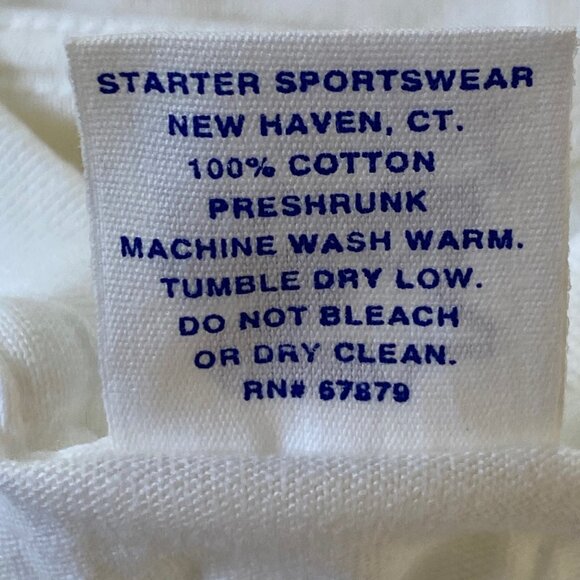 STARTER SPORTSWEAR
NEW HAVEN, CT.
100% COTTON
PRESHRUNK
MACHINE WASH WARM.
TUMBLE DRY LOW.
DO NOT BLEACH
OR DRY CLEAN.
RN# 67879